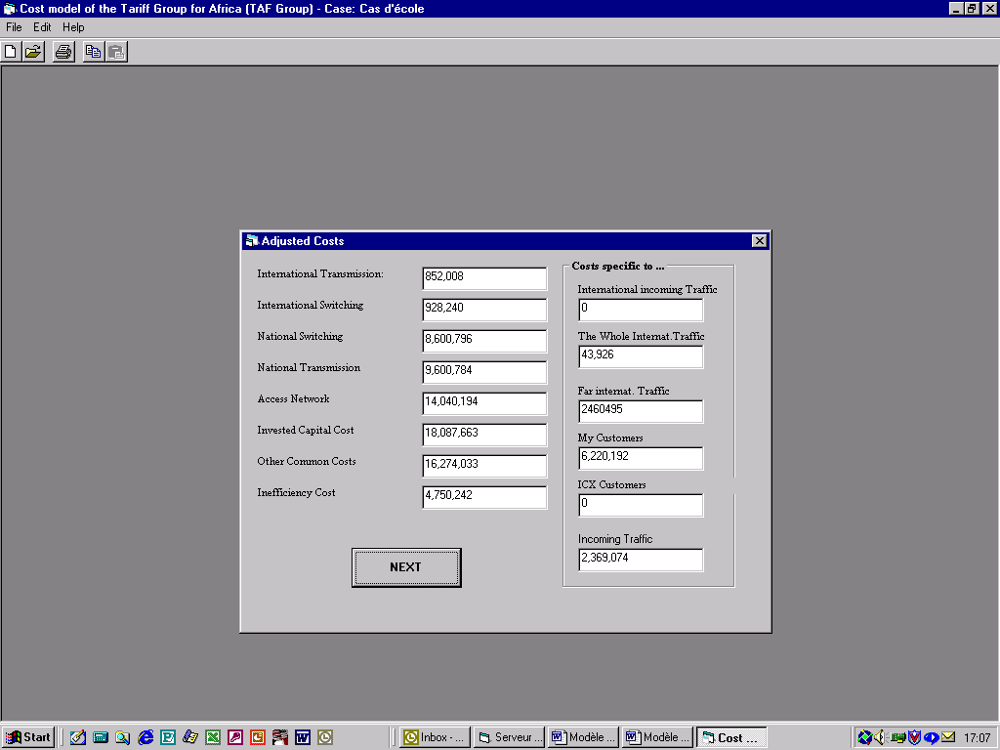 Cost model of the Tariff Group for Africa (TAF Group) - Case: Cas d'école
File Edit Help
Adjusted Costs
International Transmission: 852,008
International Switching 928,240
National Switching 8,600,796
National Transmission 9,600,784
Access Network 14,040,194
Invested Capital Cost 18,087,663
Other Common Costs 16,274,033
Inefficiency Cost 4,750,242
NEXT
Costs specific to ...
International incoming Traffic
0
The Whole Internat.Traffic
43,926
Far internat. Traffic
2460495
My Customers
6,220,192
ICX Customers
0
Incoming Traffic
2,369,074
Start Inbox - ... Serveur ... Modèle ... Modèle ... Cost ... 17:07